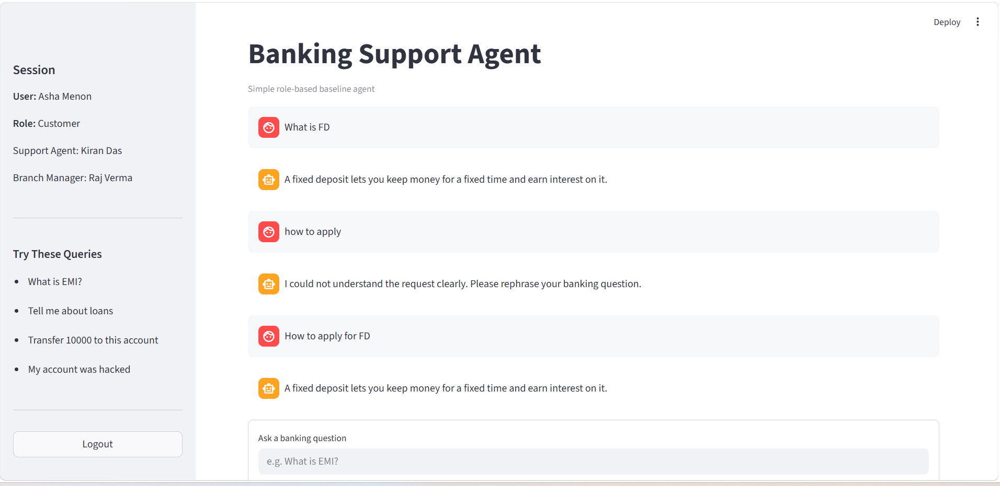 Deploy
Session
User: Asha Menon
Role: Customer
Support Agent: Kiran Das
Branch Manager: Raj Verma
Try These Queries
What is EMI?
Tell me about loans
Transfer 10000 to this account
My account was hacked
Logout
Banking Support Agent
Simple role-based baseline agent
What is FD
A fixed deposit lets you keep money for a fixed time and earn interest on it.
how to apply
I could not understand the request clearly. Please rephrase your banking question.
How to apply for FD
A fixed deposit lets you keep money for a fixed time and earn interest on it.
Ask a banking question
e.g. What is EMI?